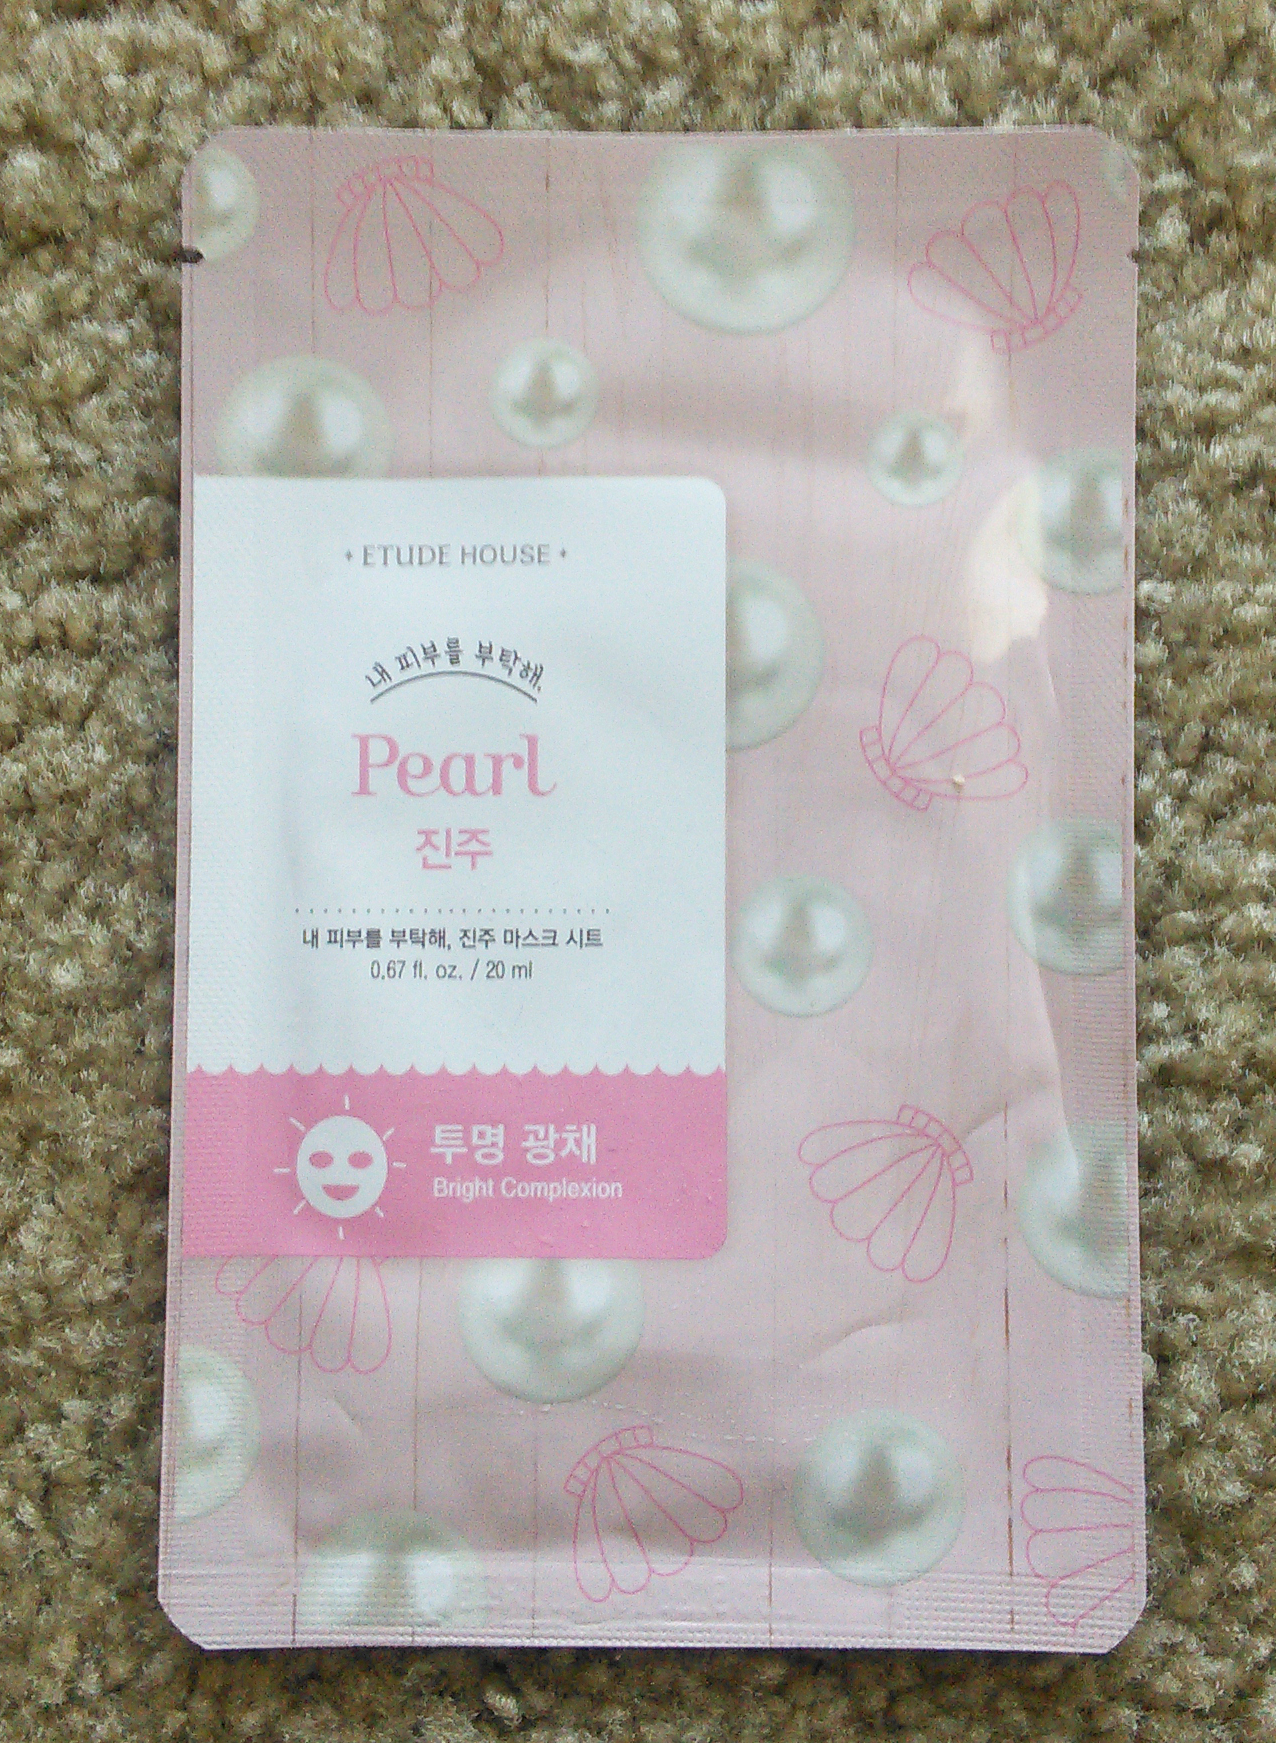 ETUDE HOUSE
내 피부를 부탁해.
Pearl
진주
내 피부를 부탁해, 진주 마스크 시트
0.67 fl. oz. / 20 ml
투명 광채
Bright Complexion